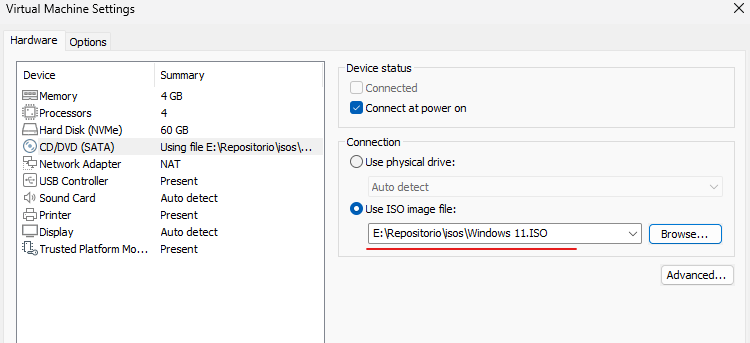 Virtual Machine Settings
Hardware Options
Device Summary
Memory 4 GB
Processors 4
Hard Disk (NVMe) 60 GB
CD/DVD (SATA) Using file E:\Repositorio\isos\...
Network Adapter NAT
USB Controller Present
Sound Card Auto detect
Printer Present
Display Auto detect
Trusted Platform Mo... Present
Device status
Connected
Connect at power on
Connection
Use physical drive:
Auto detect
Use ISO image file:
E:\Repositorio\isos\Windows 11.ISO Browse...
Advanced...